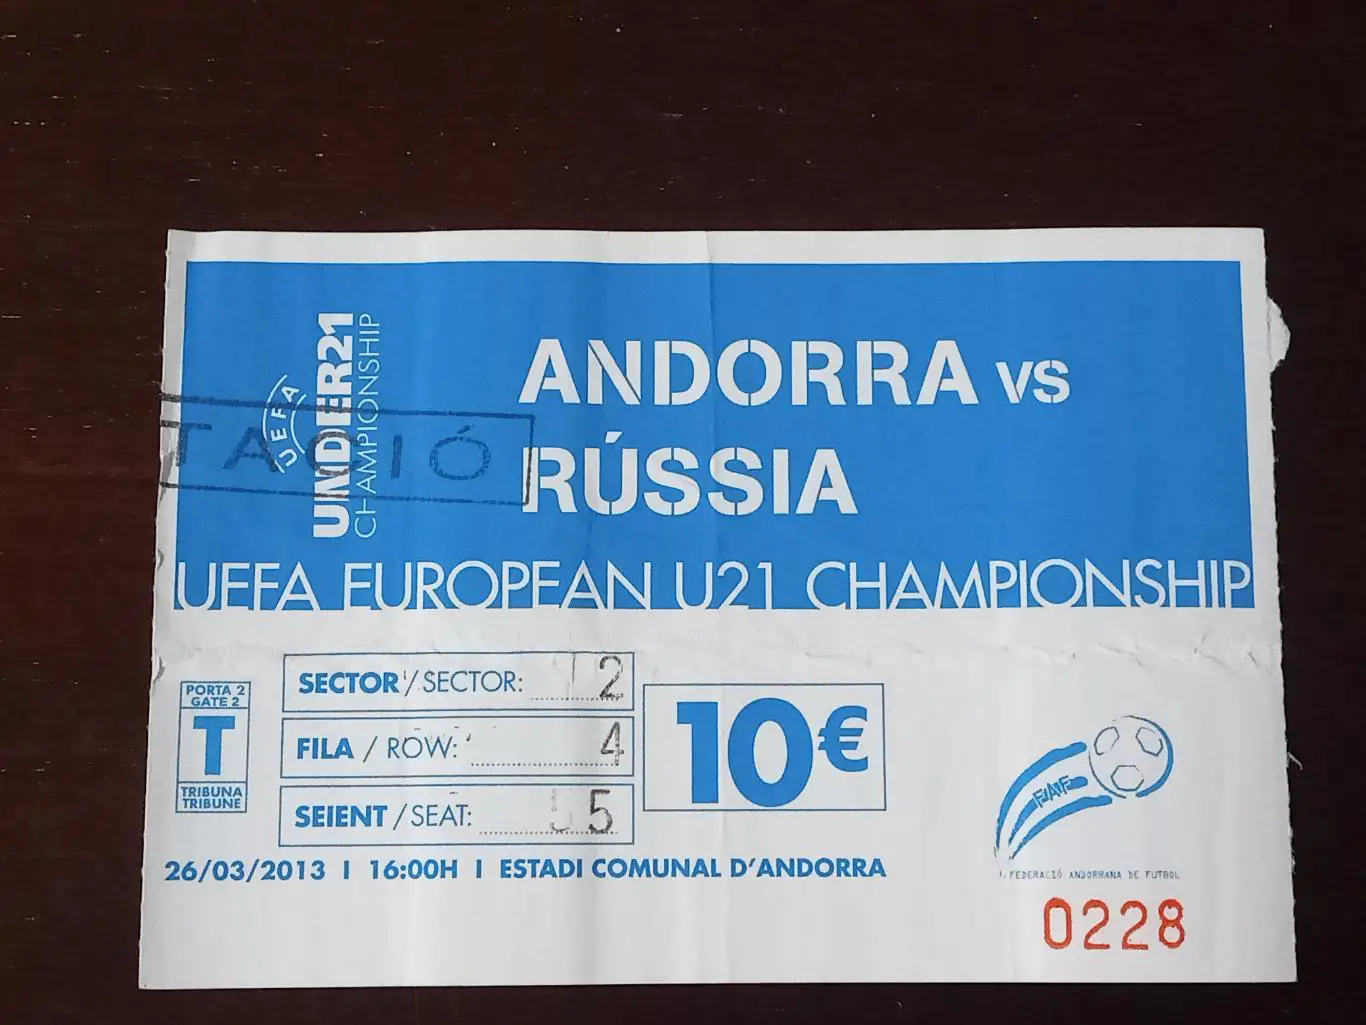 ANDORRA VS
RÚSSIA
UEFA
UNDER21
CHAMPIONSHIP
TACIÓ
UEFA EUROPEAN U21 CHAMPIONSHIP
PORTA 2
GATE 2
T
TRIBUNA
TRIBUNE
SECTOR/SECTOR: 2
FILA / ROW: 4
SEIENT / SEAT: 5
10€
26/03/2013 I 16:00H I ESTADI COMUNAL D'ANDORRA
FAF
FEDERACIÓ ANDORRANA DE FUTBOL
0228